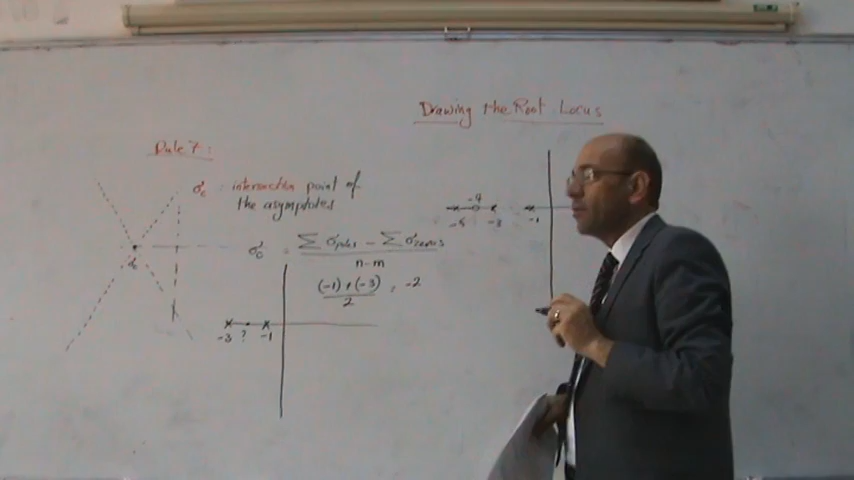 Drawing the Root Locus
Rule 7:
σ₀ : intersection point of
the asymptotes
σ₀ = Σ σpoles - Σ σzeros
n-m
(-1) + (-3)
2
= -2
-3 ? -1
-4
-5 -3 -1
σ₀